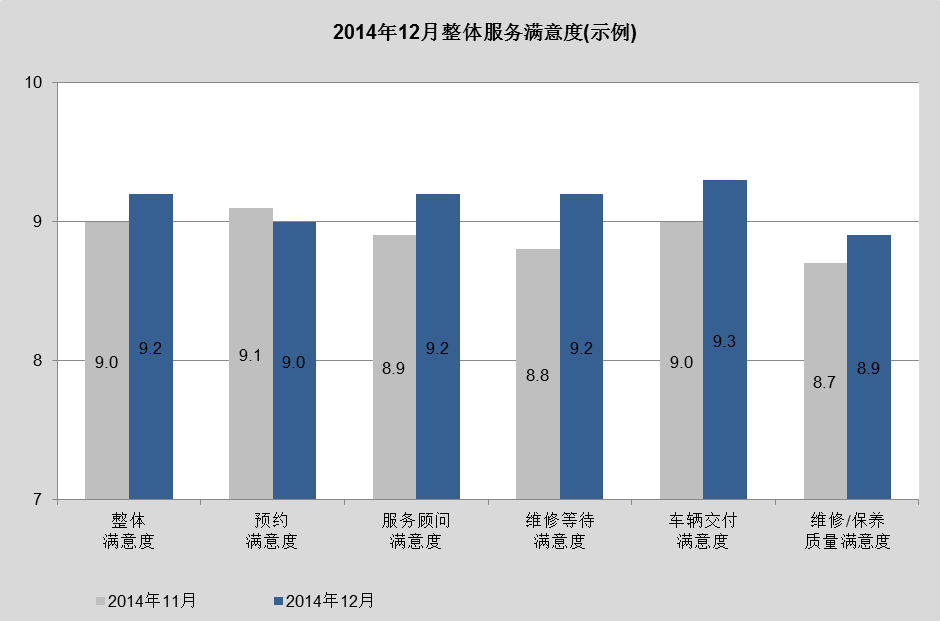 2014年12月整体服务满意度(示例)
10
9
8
7
9.0
9.2
9.1
9.0
8.9
9.2
8.8
9.2
9.0
9.3
8.7
8.9
整体
满意度
预约
满意度
服务顾问
满意度
维修等待
满意度
车辆交付
满意度
维修/保养
质量满意度
2014年11月
2014年12月